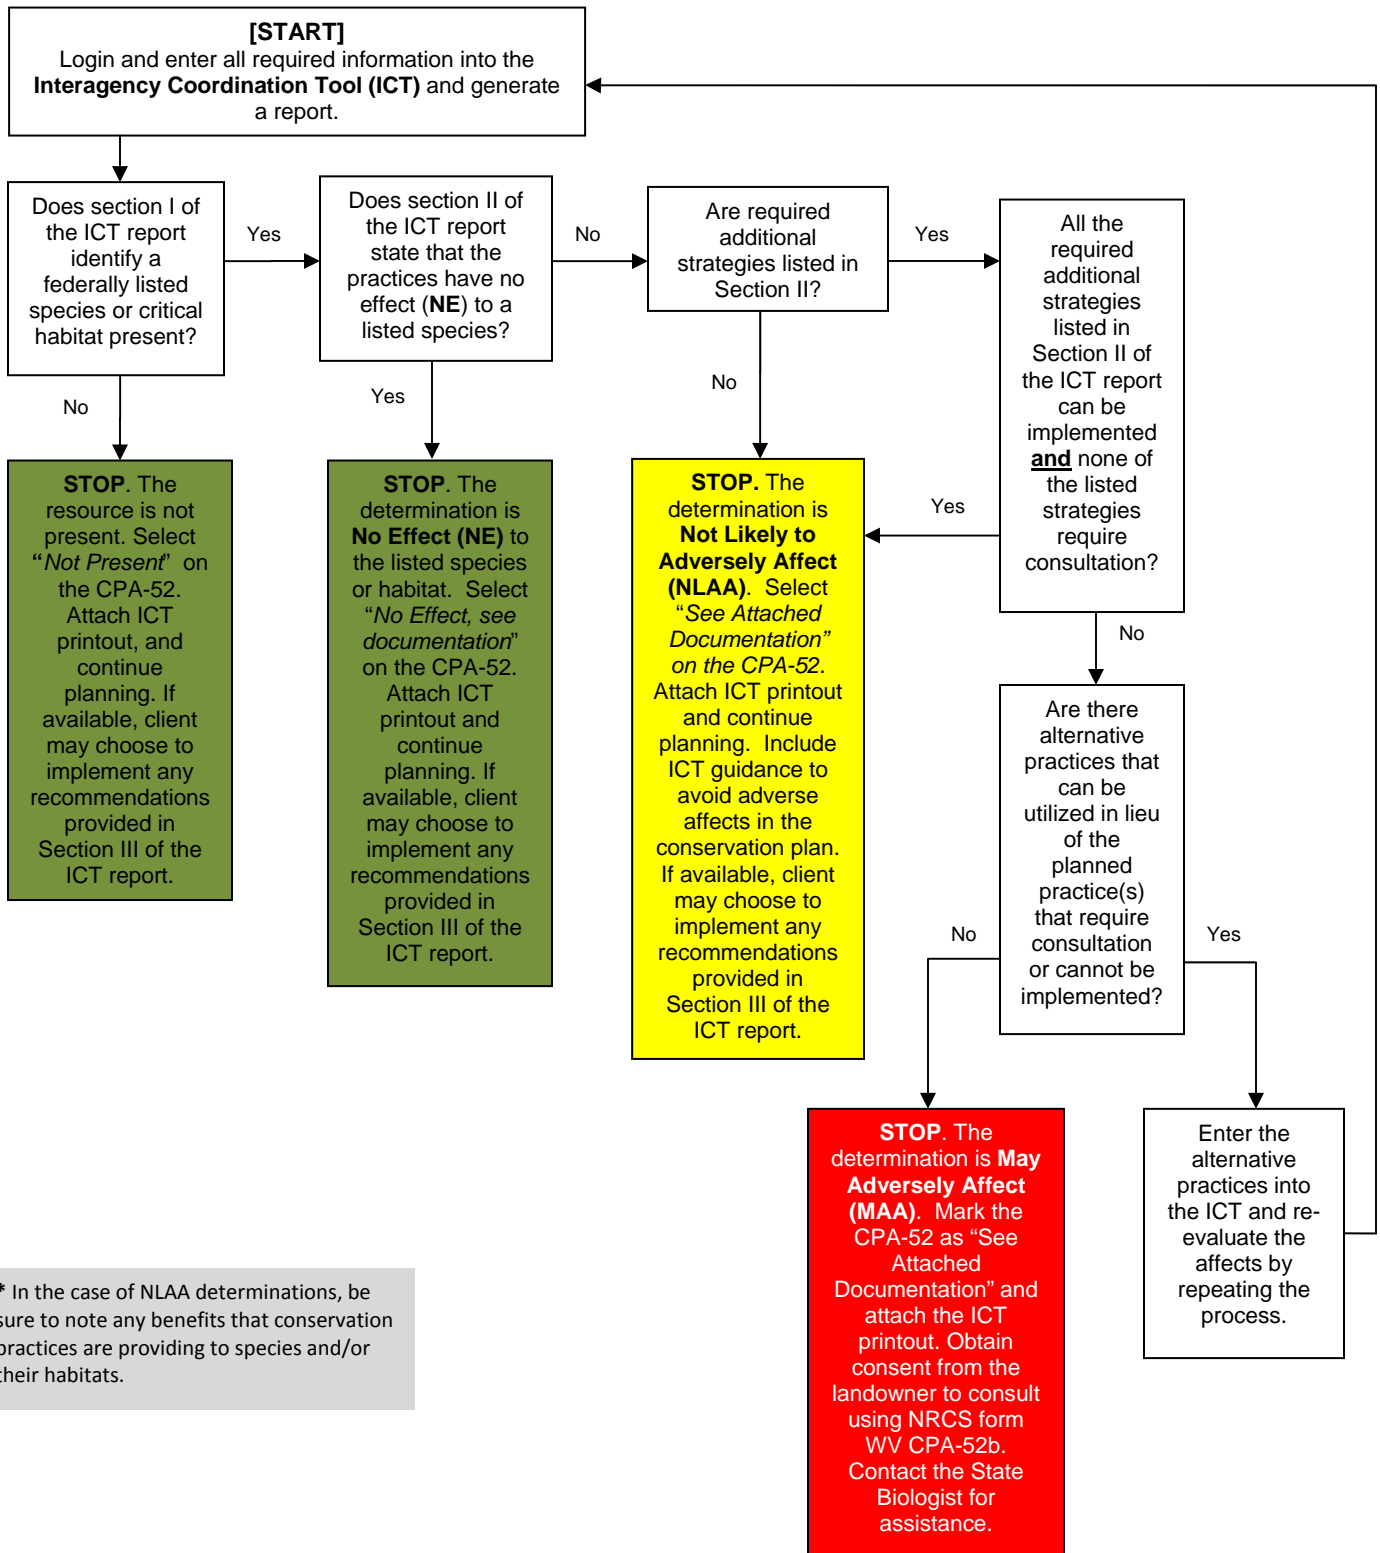 [START]
Login and enter all required information into the
Interagency Coordination Tool (ICT) and generate
a report.
Does section I of
the ICT report
identify a
federally listed
species or critical
habitat present?
Yes
Does section II of
the ICT report
state that the
practices have no
effect (NE) to a
listed species?
No
Are required
additional
strategies listed in
Section II?
Yes
All the
required
additional
strategies
listed in
Section II of
the ICT report
can be
implemented
and none of
the listed
strategies
require
consultation?
No
Yes
No
Yes
No
STOP. The
resource is not
present. Select
“Not Present” on
the CPA-52.
Attach ICT
printout, and
continue
planning. If
available, client
may choose to
implement any
recommendations
provided in
Section III of the
ICT report.
STOP. The
determination is
No Effect (NE) to
the listed species
or habitat. Select
“No Effect, see
documentation”
on the CPA-52.
Attach ICT
printout and
continue
planning. If
available, client
may choose to
implement any
recommendations
provided in
Section III of the
ICT report.
STOP. The
determination is
Not Likely to
Adversely Affect
(NLAA). Select
“See Attached
Documentation”
on the CPA-52.
Attach ICT printout
and continue
planning. Include
ICT guidance to
avoid adverse
affects in the
conservation plan.
If available, client
may choose to
implement any
recommendations
provided in
Section III of the
ICT report.
Are there
alternative
practices that
can be
utilized in lieu
of the
planned
practice(s)
that require
consultation
or cannot be
implemented?
No
Yes
STOP. The
determination is May
Adversely Affect
(MAA). Mark the
CPA-52 as “See
Attached
Documentation” and
attach the ICT
printout. Obtain
consent from the
landowner to consult
using NRCS form
WV CPA-52b.
Contact the State
Biologist for
assistance.
Enter the
alternative
practices into
the ICT and re-
evaluate the
affects by
repeating the
process.
* In the case of NLAA determinations, be
sure to note any benefits that conservation
practices are providing to species and/or
their habitats.